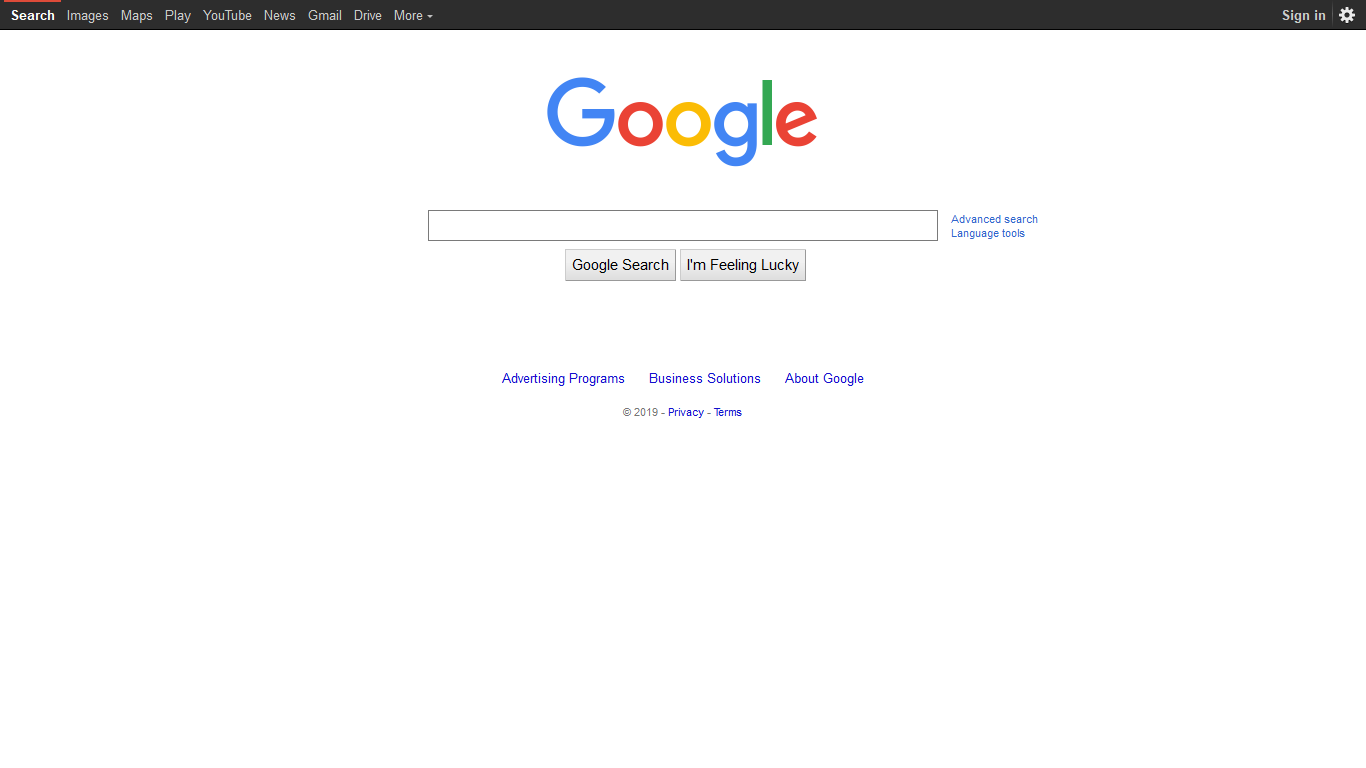 Search Images Maps Play YouTube News Gmail Drive More Sign in
Google
Advanced search
Language tools
Google Search I'm Feeling Lucky
Advertising Programs Business Solutions About Google
© 2019 - Privacy - Terms